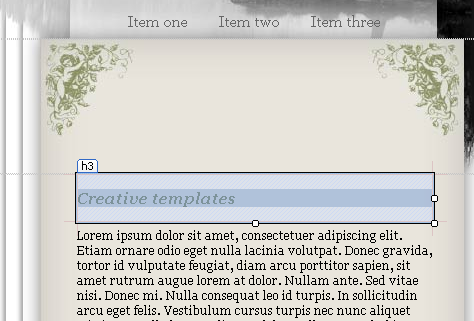 Item one Item two Item three
h3
Creative templates
Lorem ipsum dolor sit amet, consectetuer adipiscing elit.
Etiam ornare odio eget nulla lacinia volutpat. Donec gravida,
tortor id vulputate feugiat, diam arcu porttitor sapien, sit
amet rutrum augue lorem at dolor. Nullam ante. Sed vitae
nisi. Donec mi. Nulla consequat leo id turpis. In sollicitudin
arcu eget felis. Vestibulum cursus turpis nec nunc aliquet